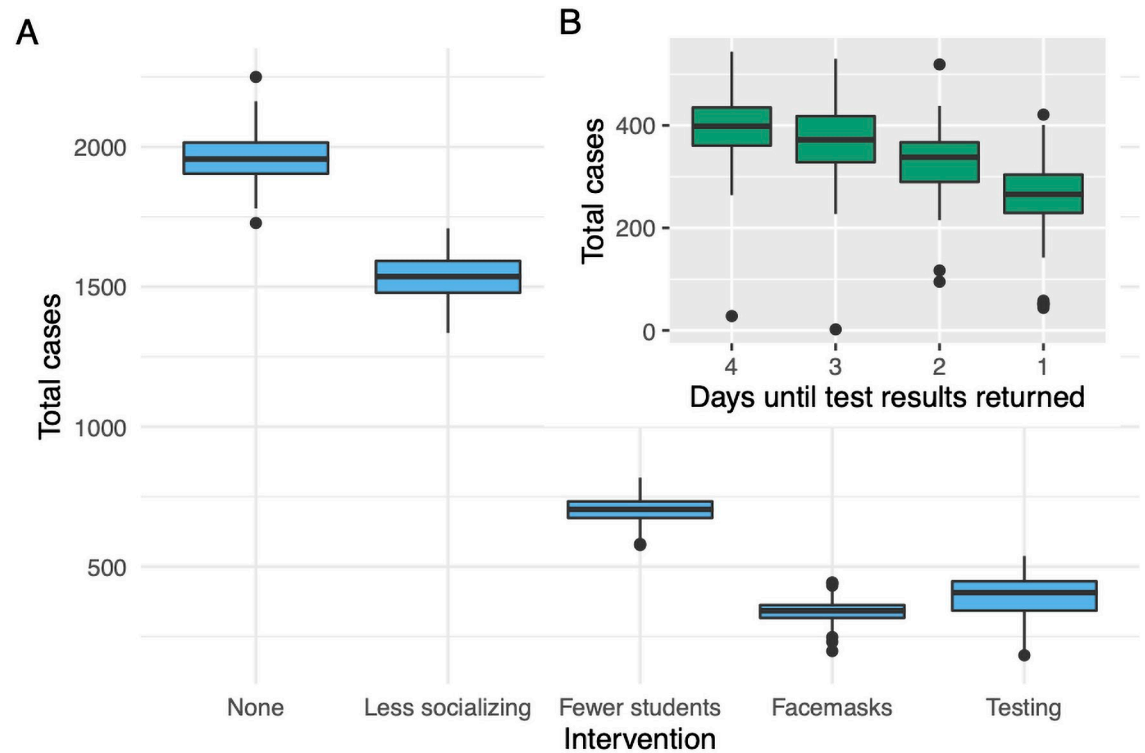 A
B
Total cases
2000
1500
1000
500
None Less socializing Fewer students Facemasks Testing
Intervention
Total cases
400
200
0
4 3 2 1
Days until test results returned